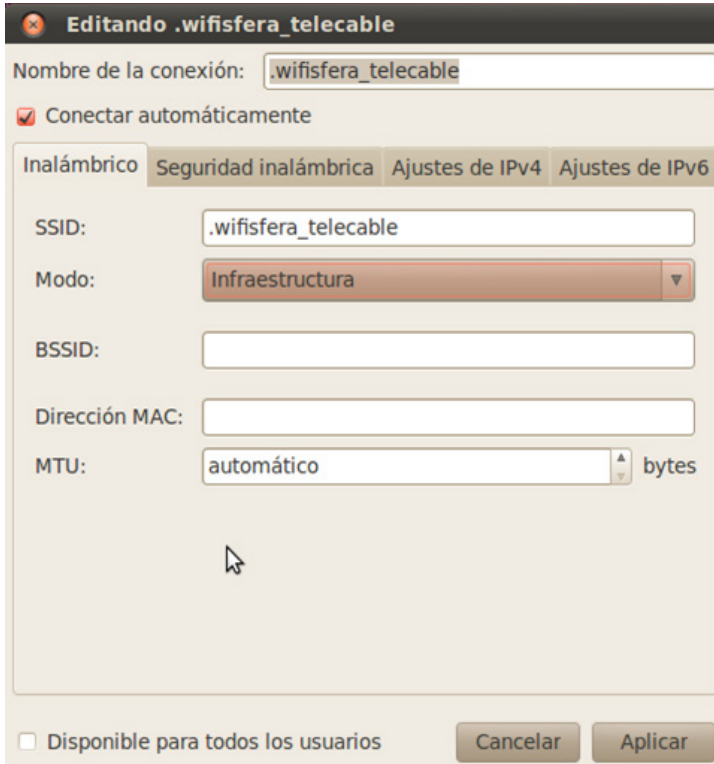 Editando .wifisfera_telecable
Nombre de la conexión: .wifisfera_telecable
Conectar automáticamente
Inalámbrico Seguridad inalámbrica Ajustes de IPv4 Ajustes de IPv6
SSID: .wifisfera_telecable
Modo: Infraestructura
BSSID:
Dirección MAC:
MTU: automático bytes
Disponible para todos los usuarios Cancelar Aplicar